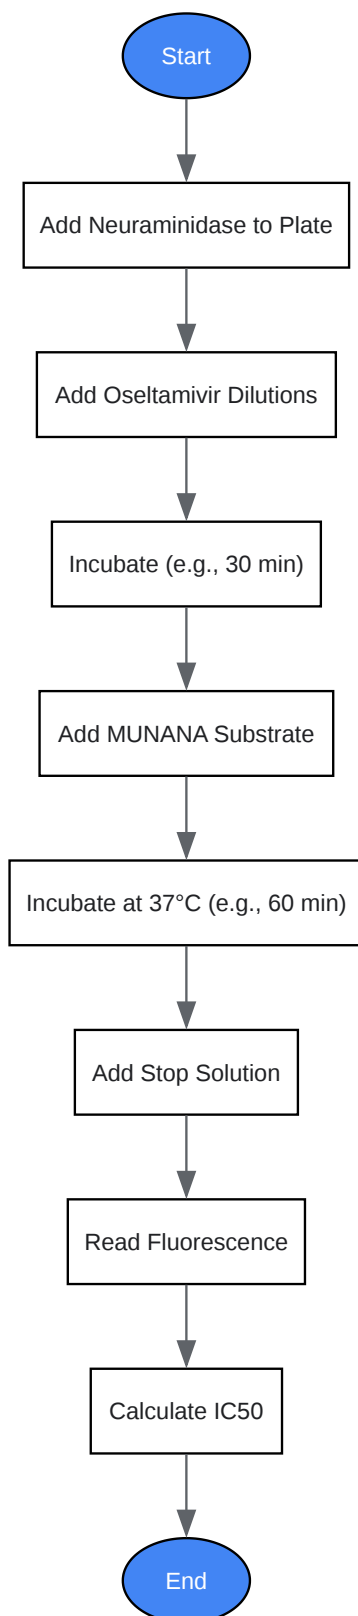 Start
Add Neuraminidase to Plate
Add Oseltamivir Dilutions
Incubate (e.g., 30 min)
Add MUNANA Substrate
Incubate at 37°C (e.g., 60 min)
Add Stop Solution
Read Fluorescence
Calculate IC50
End